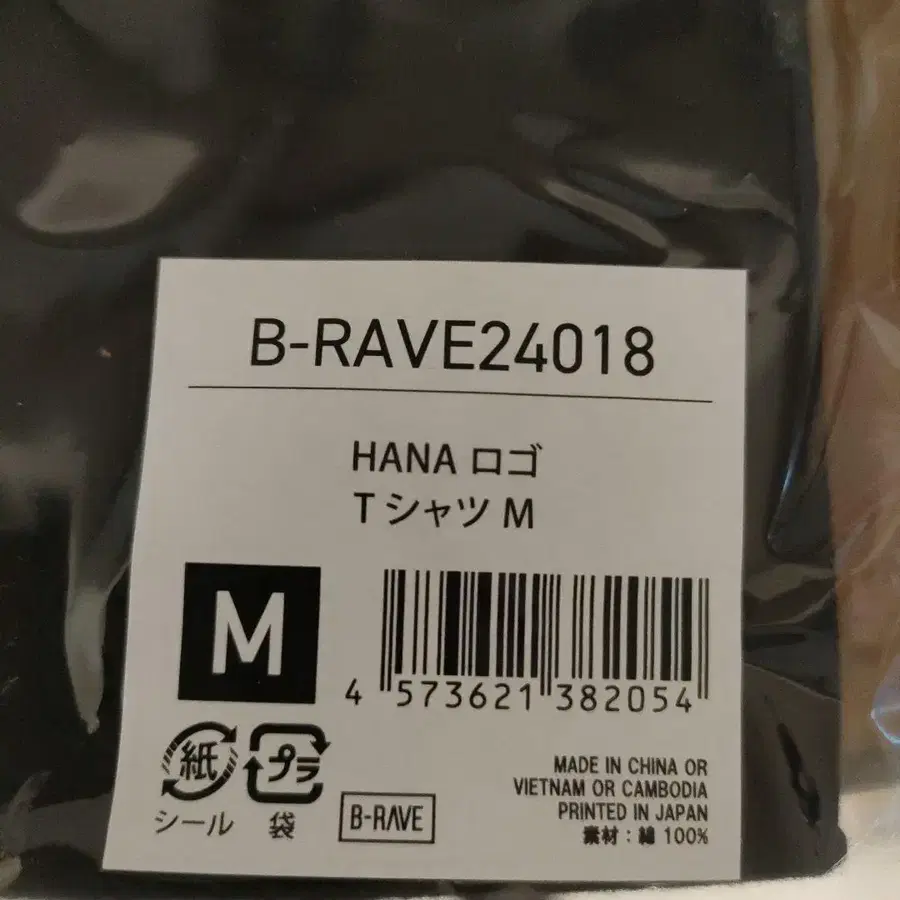 B-RAVE24018
HANA ロゴ
Tシャツ M
M
4 573621 382054
紙
プラ
シール
袋
B-RAVE
MADE IN CHINA OR
VIETNAM OR CAMBODIA
PRINTED IN JAPAN
素材：綿 100%